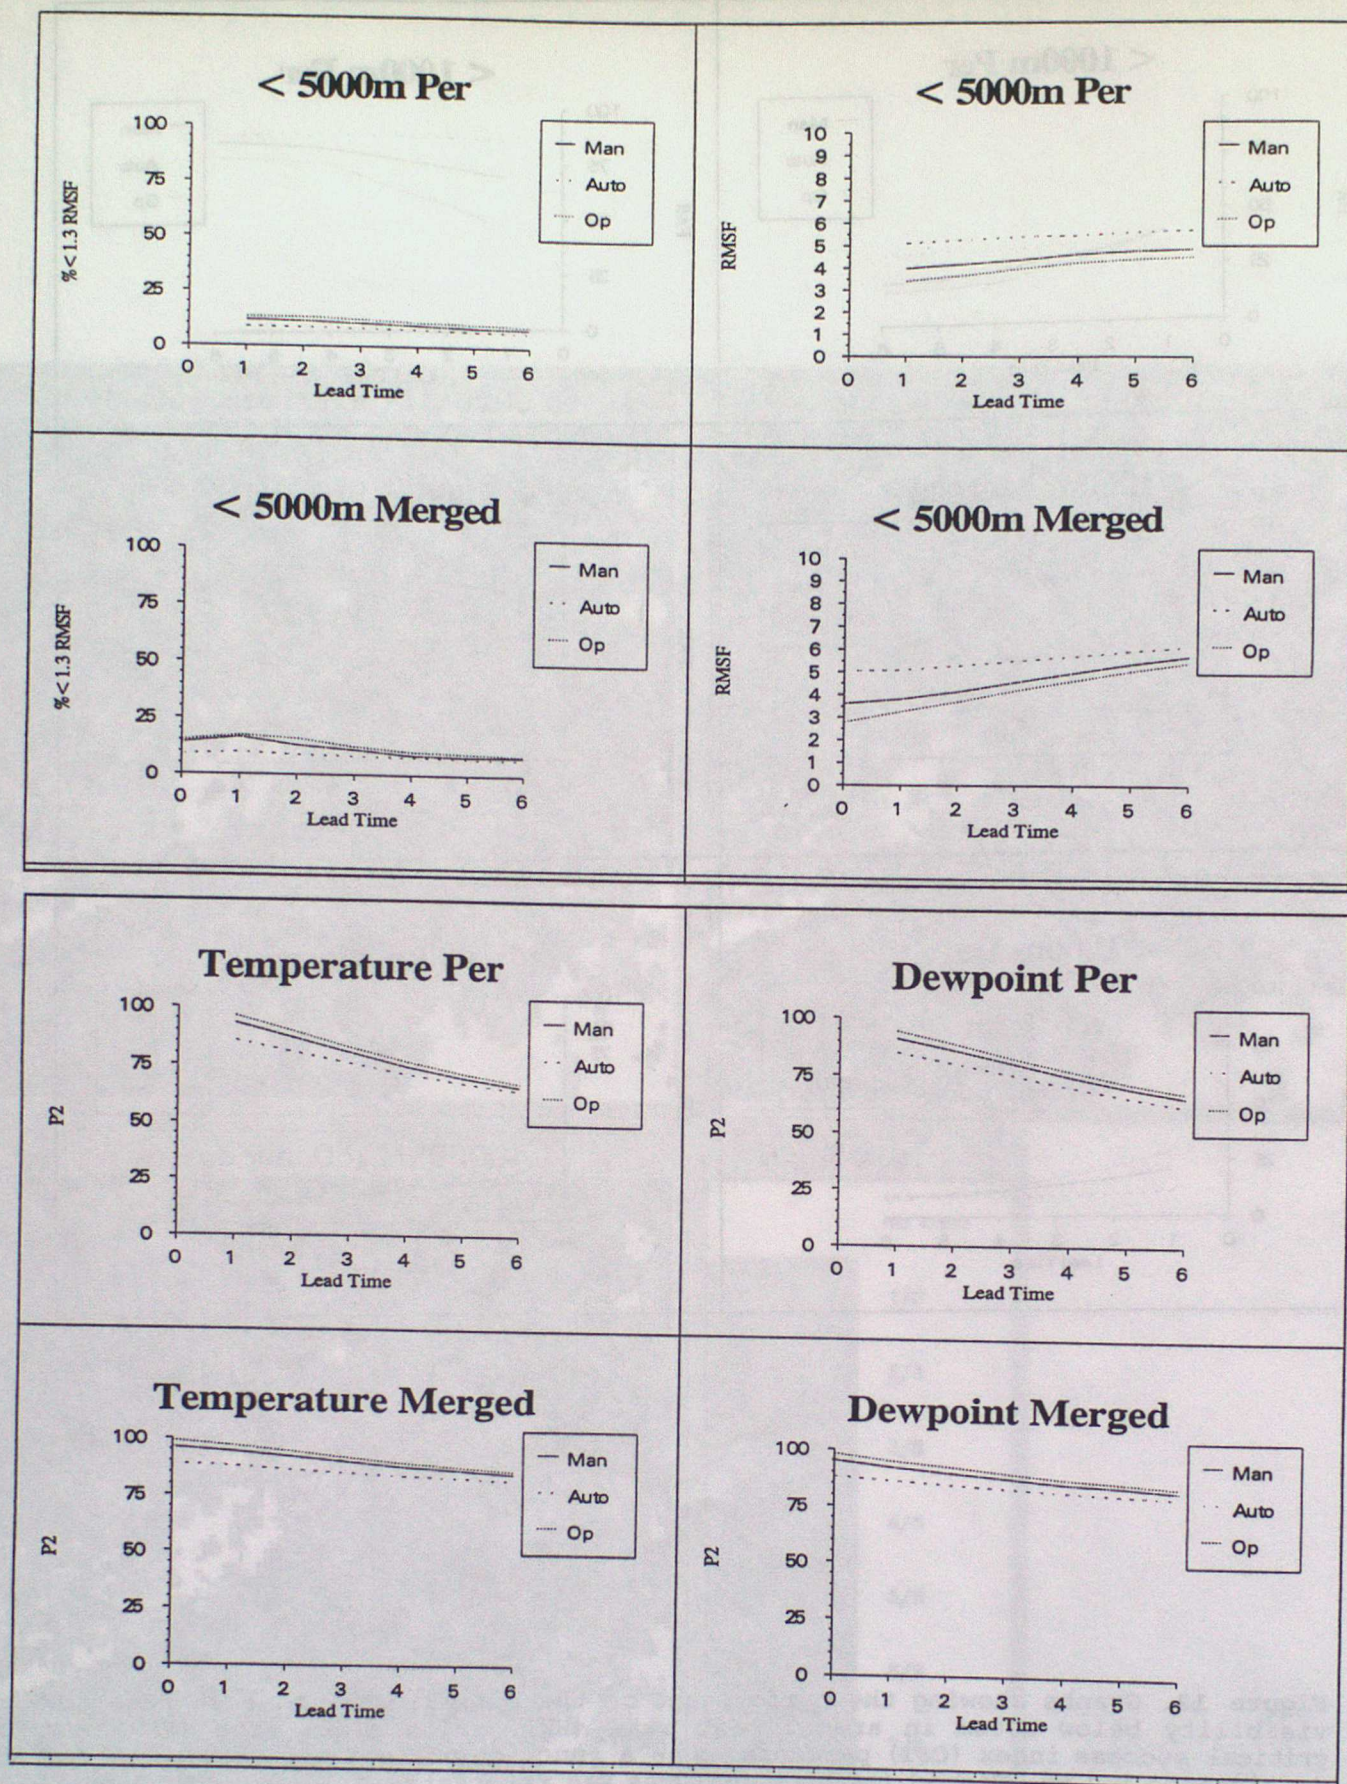 < 5000m Per
% < 1.3 RMSF
100
75
50
25
0
0 1 2 3 4 5 6
Lead Time
Man
Auto
Op
< 5000m Per
RMSF
10
9
8
7
6
5
4
3
2
1
0
0 1 2 3 4 5 6
Lead Time
Man
Auto
Op
< 5000m Merged
% < 1.3 RMSF
100
75
50
25
0
0 1 2 3 4 5 6
Lead Time
Man
Auto
Op
< 5000m Merged
RMSF
10
9
8
7
6
5
4
3
2
1
0
0 1 2 3 4 5 6
Lead Time
Man
Auto
Op
Temperature Per
P2
100
75
50
25
0
0 1 2 3 4 5 6
Lead Time
Man
Auto
Op
Dewpoint Per
P2
100
75
50
25
0
0 1 2 3 4 5 6
Lead Time
Man
Auto
Op
Temperature Merged
P2
100
75
50
25
0
0 1 2 3 4 5 6
Lead Time
Man
Auto
Op
Dewpoint Merged
P2
100
75
50
25
0
0 1 2 3 4 5 6
Lead Time
Man
Auto
Op